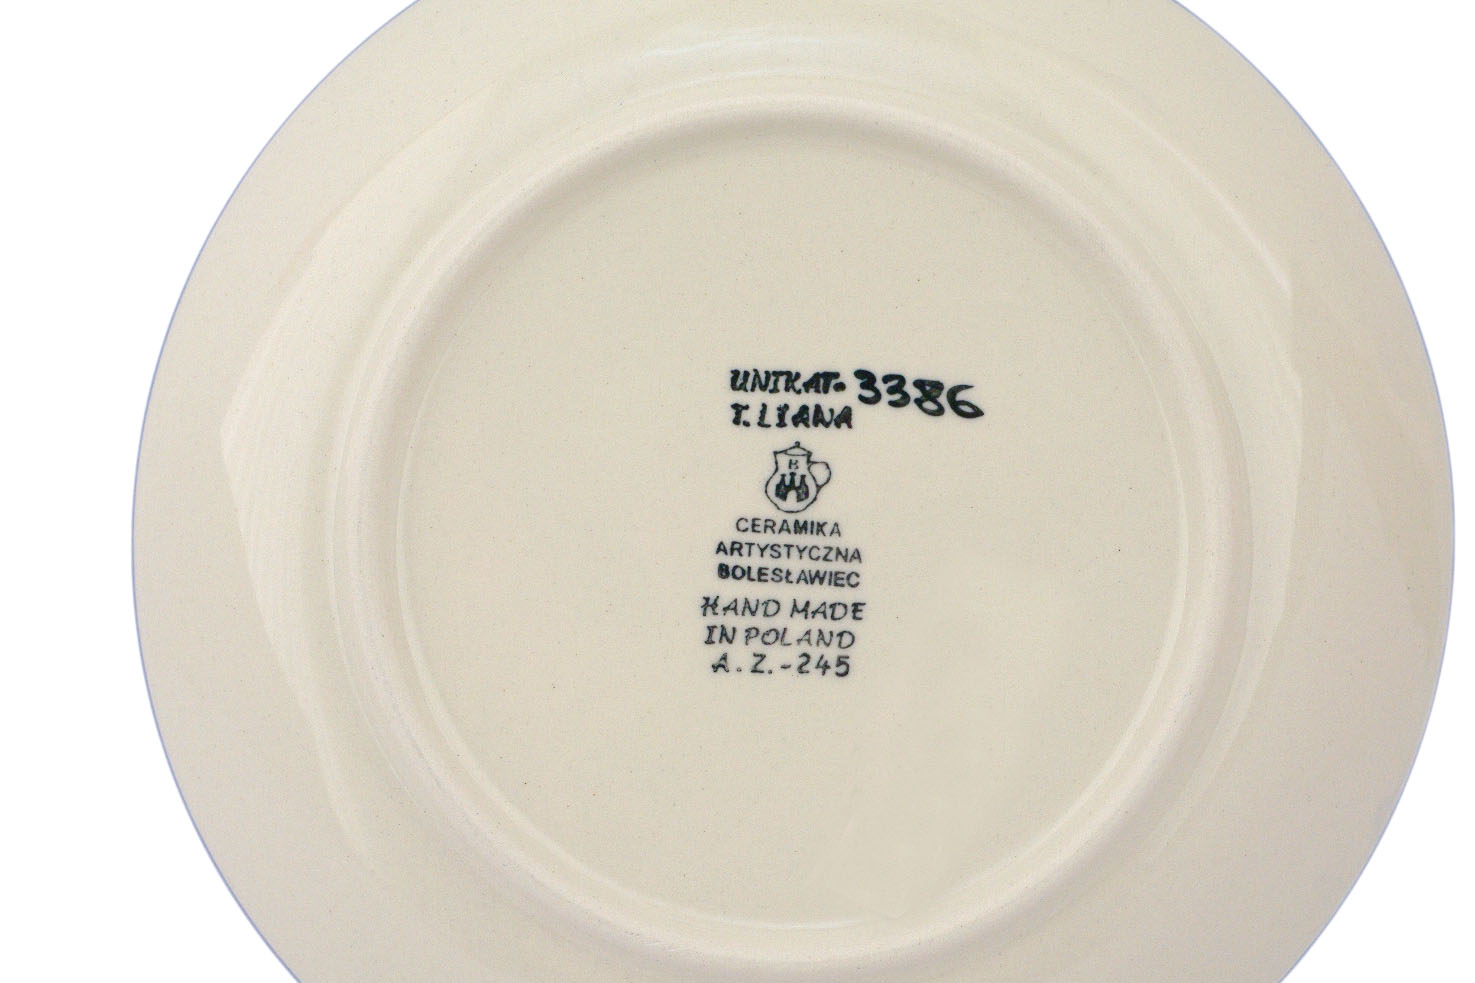 UNIKAT. 3386
T. LIANA
B
CERAMIKA
ARTYSTYCZNA
BOLESŁAWIEC
HAND MADE
IN POLAND
A. Z.-245